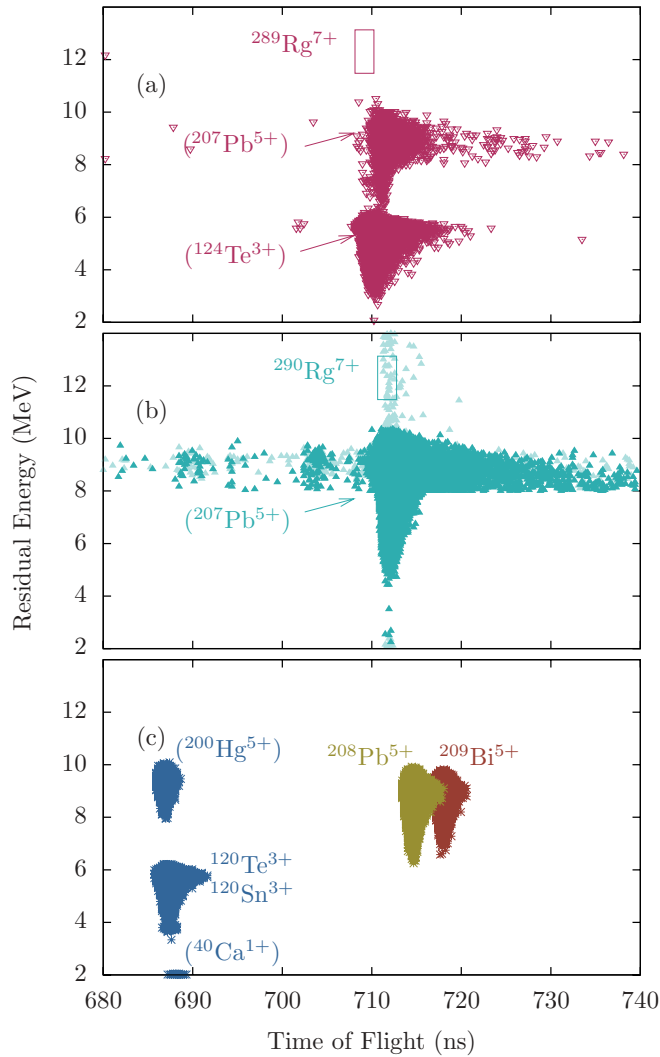 12
10
8
6
4
2
(a)
²⁸⁹Rg⁷⁺
(²⁰⁷Pb⁵⁺)
(¹²⁴Te³⁺)
Residual Energy (MeV)
14
12
10
8
6
4
2
(b)
²⁹⁰Rg⁷⁺
(²⁰⁷Pb⁵⁺)
14
12
10
8
6
4
2
(c)
(²⁰⁰Hg⁵⁺)
²⁰⁸Pb⁵⁺
²⁰⁹Bi⁵⁺
¹²⁰Te³⁺
¹²⁰Sn³⁺
(⁴⁰Ca¹⁺)
680 690 700 710 720 730 740
Time of Flight (ns)